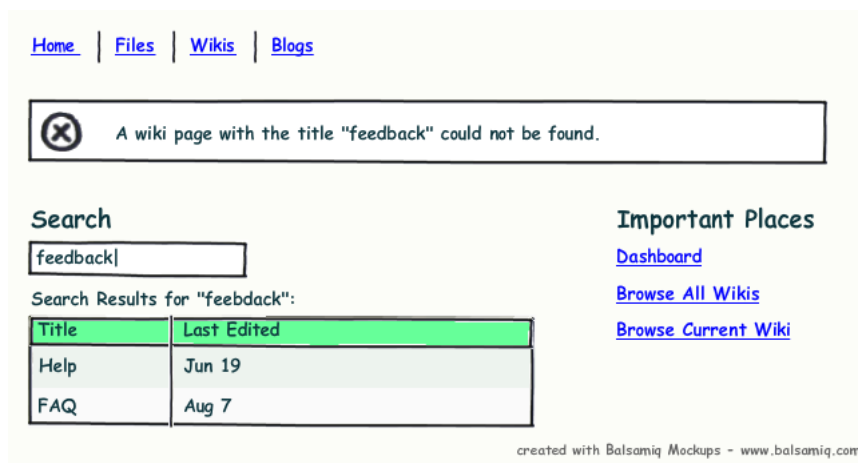 Home | Files | Wikis | Blogs
A wiki page with the title "feedback" could not be found.
Search
feedback
Search Results for "feebdack":
Title Last Edited
Help Jun 19
FAQ Aug 7
Important Places
Dashboard
Browse All Wikis
Browse Current Wiki
created with Balsamiq Mockups - www.balsamiq.com